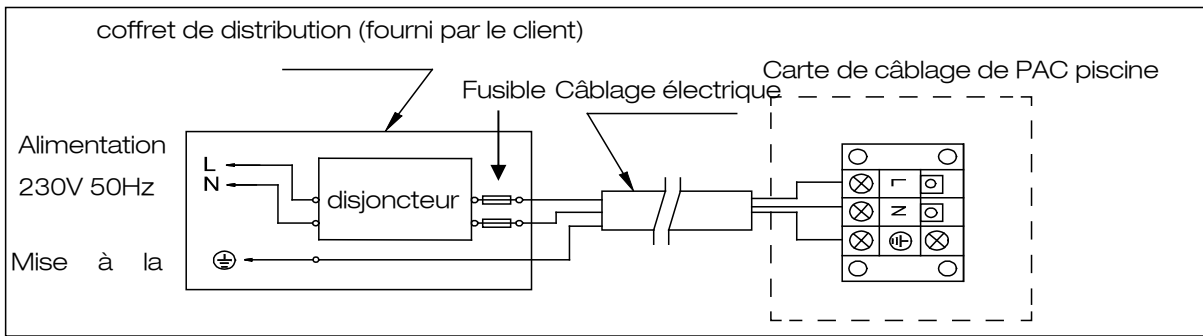 coffret de distribution (fourni par le client)
Carte de câblage de PAC piscine
Fusible Câblage électrique
Alimentation
230V 50Hz
L
N
disjoncteur
Mise à la
L
N